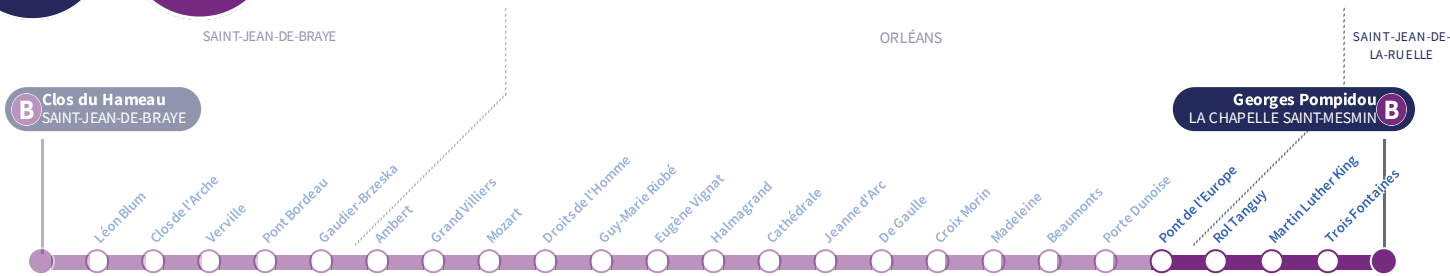 SAINT-JEAN-DE-BRAYE
ORLÉANS
SAINT-JEAN-DE-
LA-RUELLE
B
Clos du Hameau
SAINT-JEAN-DE-BRAYE
Georges Pompidou
LA CHAPELLE SAINT-MESMIN
B
Léon Blum
Clos de l'Arche
Verville
Pont Bordeau
Gaudier-Brzeska
Ambert
Grand Villiers
Mozart
Droits de l'Homme
Guy-Marie Riobé
Eugène Vignat
Halmagrand
Cathédrale
Jeanne d'Arc
De Gaulle
Croix Morin
Madeleine
Beaumonts
Porte Dunoise
Pont de l'Europe
Rol Tanguy
Martin Luther King
Trois Fontaines